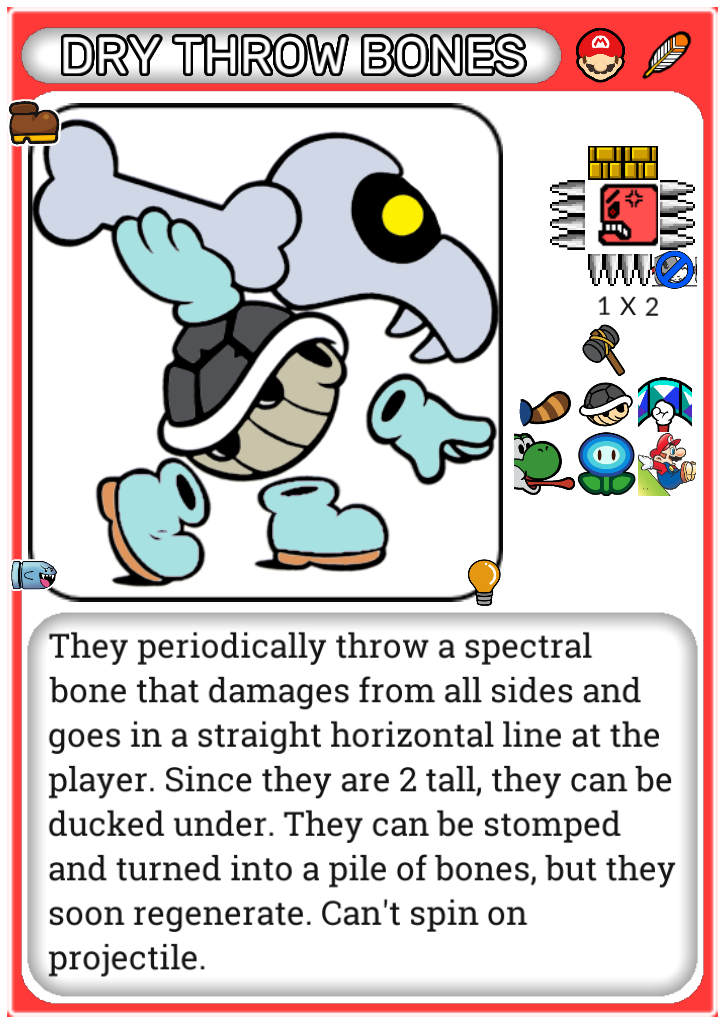 DRY THROW BONES
1 X 2
They periodically throw a spectral
bone that damages from all sides and
goes in a straight horizontal line at the
player. Since they are 2 tall, they can be
ducked under. They can be stomped
and turned into a pile of bones, but they
soon regenerate. Can't spin on
projectile.